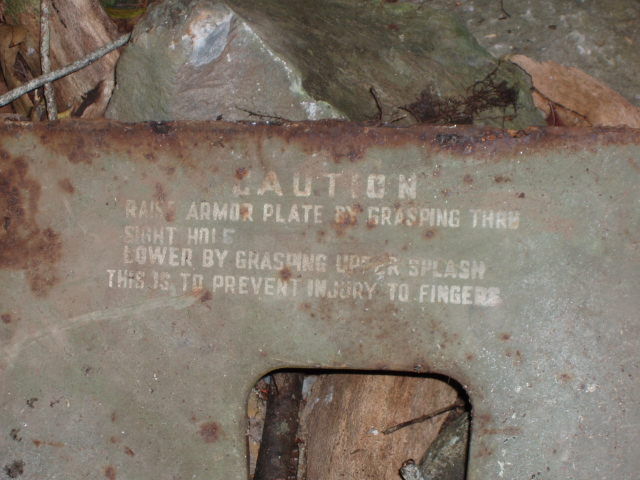 CAUTION
RAISE ARMOR PLATE BY GRASPING THRU
SIGHT HOLE
LOWER BY GRASPING UPPER SPLASH
THIS IS TO PREVENT INJURY TO FINGERS